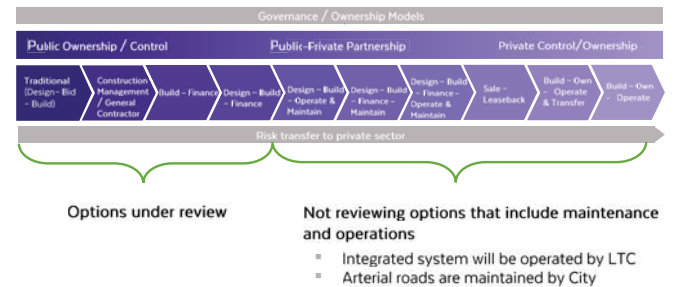 Governance / Ownership Models
Public Ownership / Control
Public-Private Partnership
Private Control/Ownership
Traditional
(Design- Bid
- Build)
Construction
Management
/ General
Contractor
Build – Finance
Design – Build
– Finance
Design – Build
– Operate &
Maintain
Design – Build
– Finance –
Maintain
Design – Build
– Finance-
Operate &
Maintain
Sale –
Leaseback
Build – Own
– Operate
& Transfer
Build – Own
– Operate
Risk transfer to private sector
Options under review
Not reviewing options that include maintenance
and operations
Integrated system will be operated by LTC
Arterial roads are maintained by City